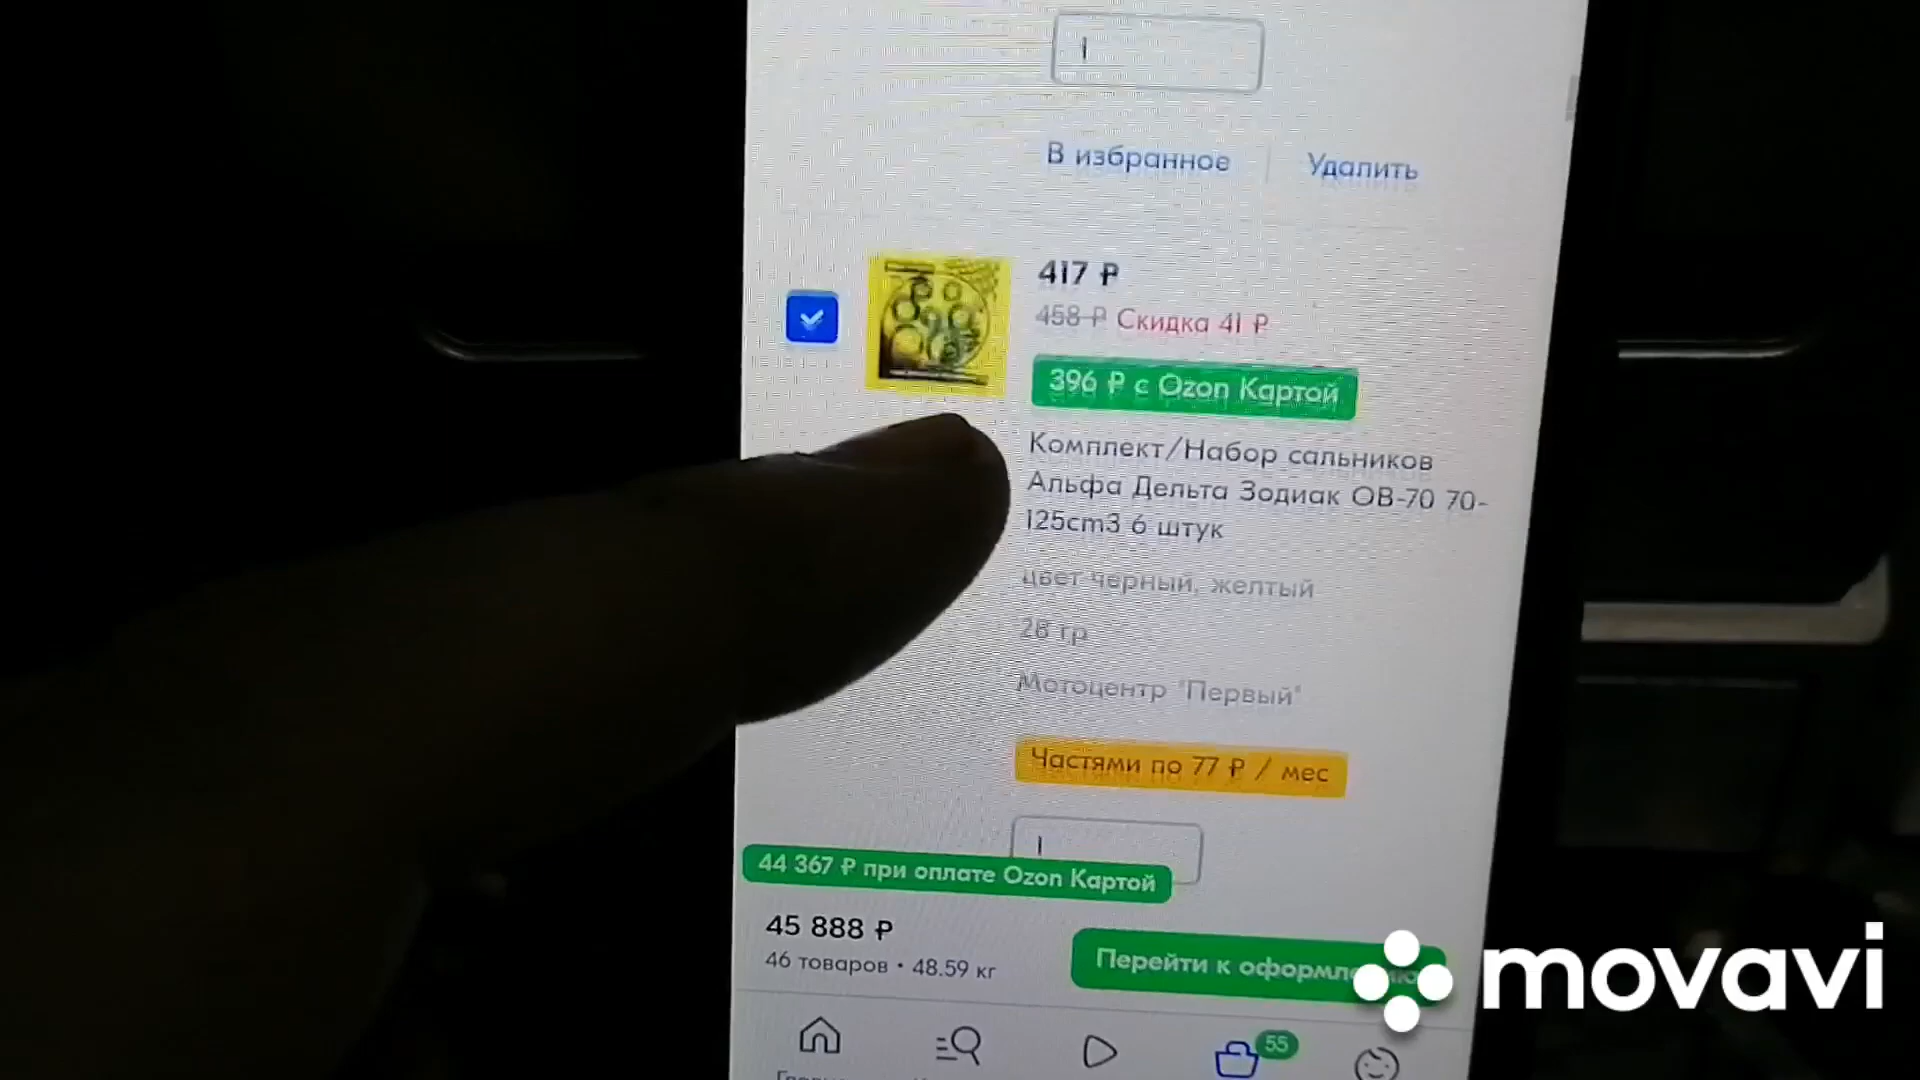 1
В избранное
Удалить
417 ₽
458 ₽ Скидка 41 ₽
396 ₽ с Ozon Картой
Комплект/Набор сальников
Альфа Дельта Зодиак ОВ-70 70-
125cm3 6 штук
цвет черный, желтый
28 гр
Мотоцентр "Первый"
Частями по 77 ₽ / мес
1
44 367 ₽ при оплате Ozon Картой
45 888 ₽
46 товаров • 48.59 кг
Перейти к
movavi
55